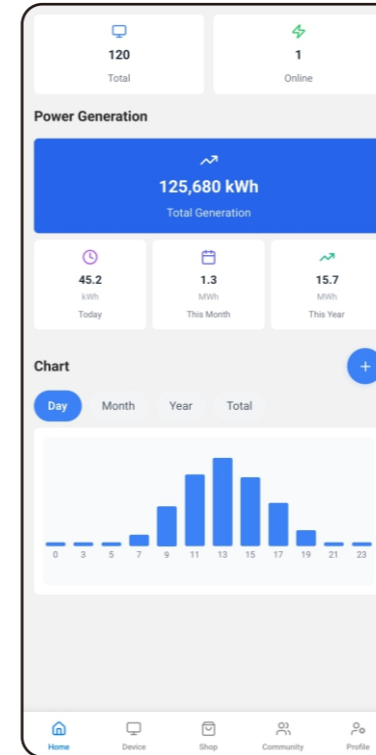 120
1
Total
Online
Power Generation
125,680 kWh
Total Generation
45.2
1.3
15.7
kWh
MWh
MWh
Today
This Month
This Year
Chart
+
Day Month Year Total
0 3 5 7 9 11 13 15 17 19 21 23
Home Device Shop Community Profile